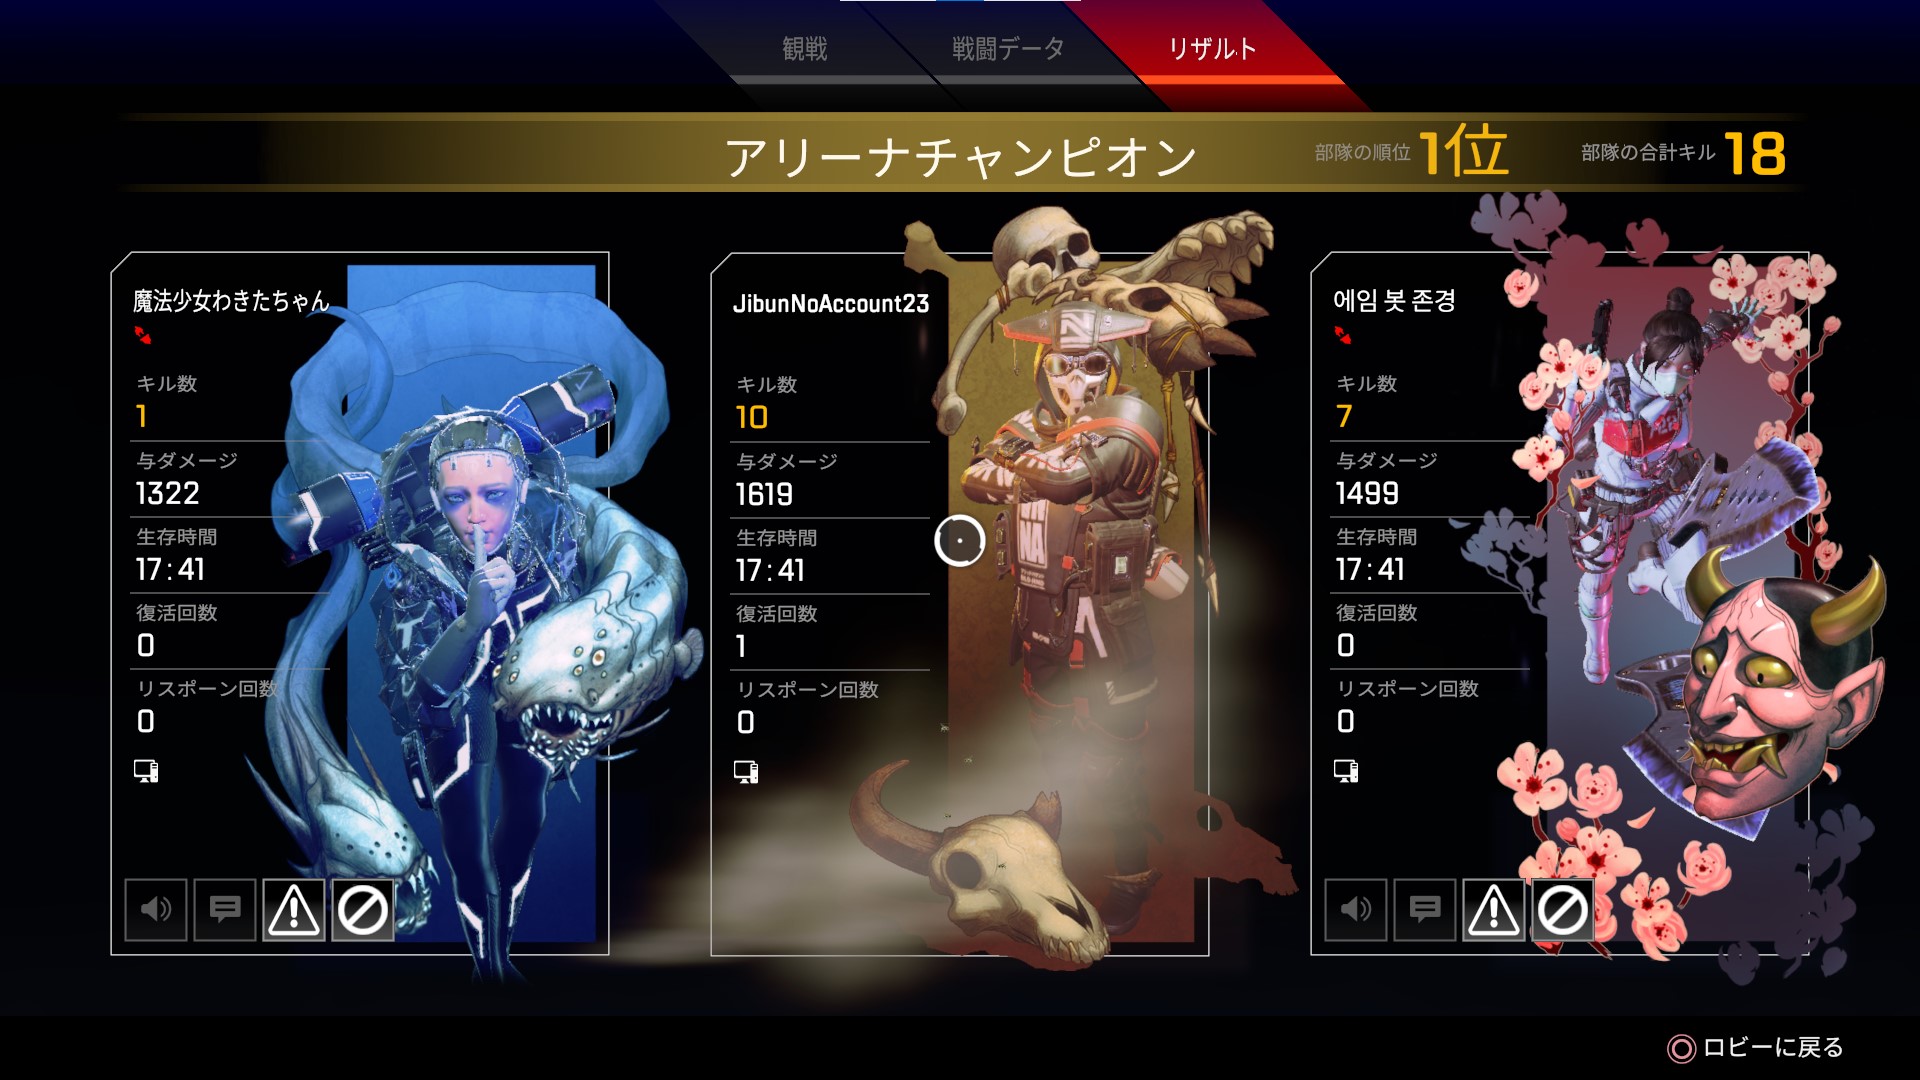 観戦
戦闘データ
リザルト
アリーナチャンピオン
部隊の順位 1位
部隊の合計キル 18
魔法少女わきたちゃん
キル数
1
与ダメージ
1322
生存時間
17:41
復活回数
0
リスポーン回数
0
JibunNoAccount23
キル数
10
与ダメージ
1619
生存時間
17:41
復活回数
1
リスポーン回数
0
에임 봇 존경
キル数
7
与ダメージ
1499
生存時間
17:41
復活回数
0
リスポーン回数
0
ロビーに戻る